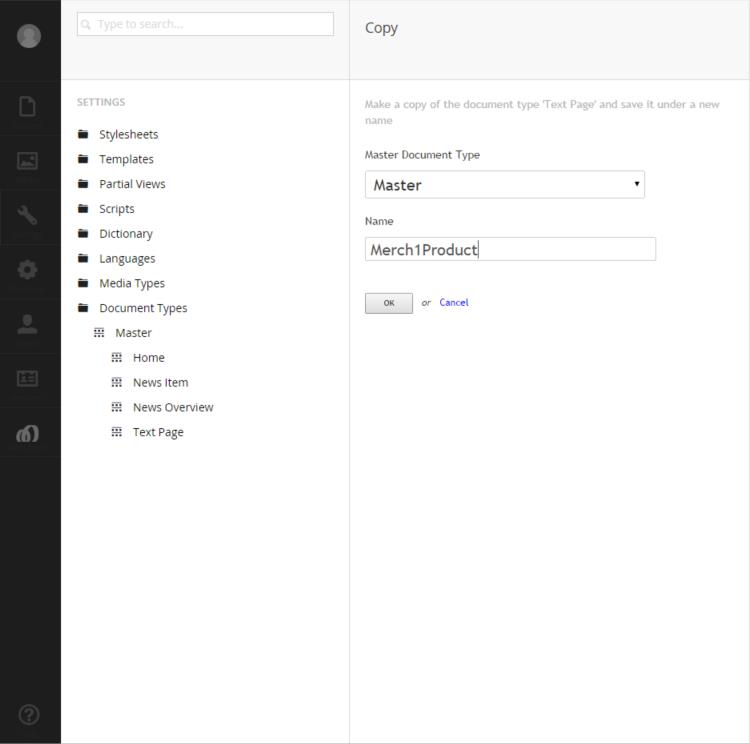 Type to search...
Copy
SETTINGS
Stylesheets
Templates
Partial Views
Scripts
Dictionary
Languages
Media Types
Document Types
Master
Home
News Item
News Overview
Text Page
Make a copy of the document type 'Text Page' and save it under a new
name
Master Document Type
Master
Name
Merch1Product
OK or Cancel